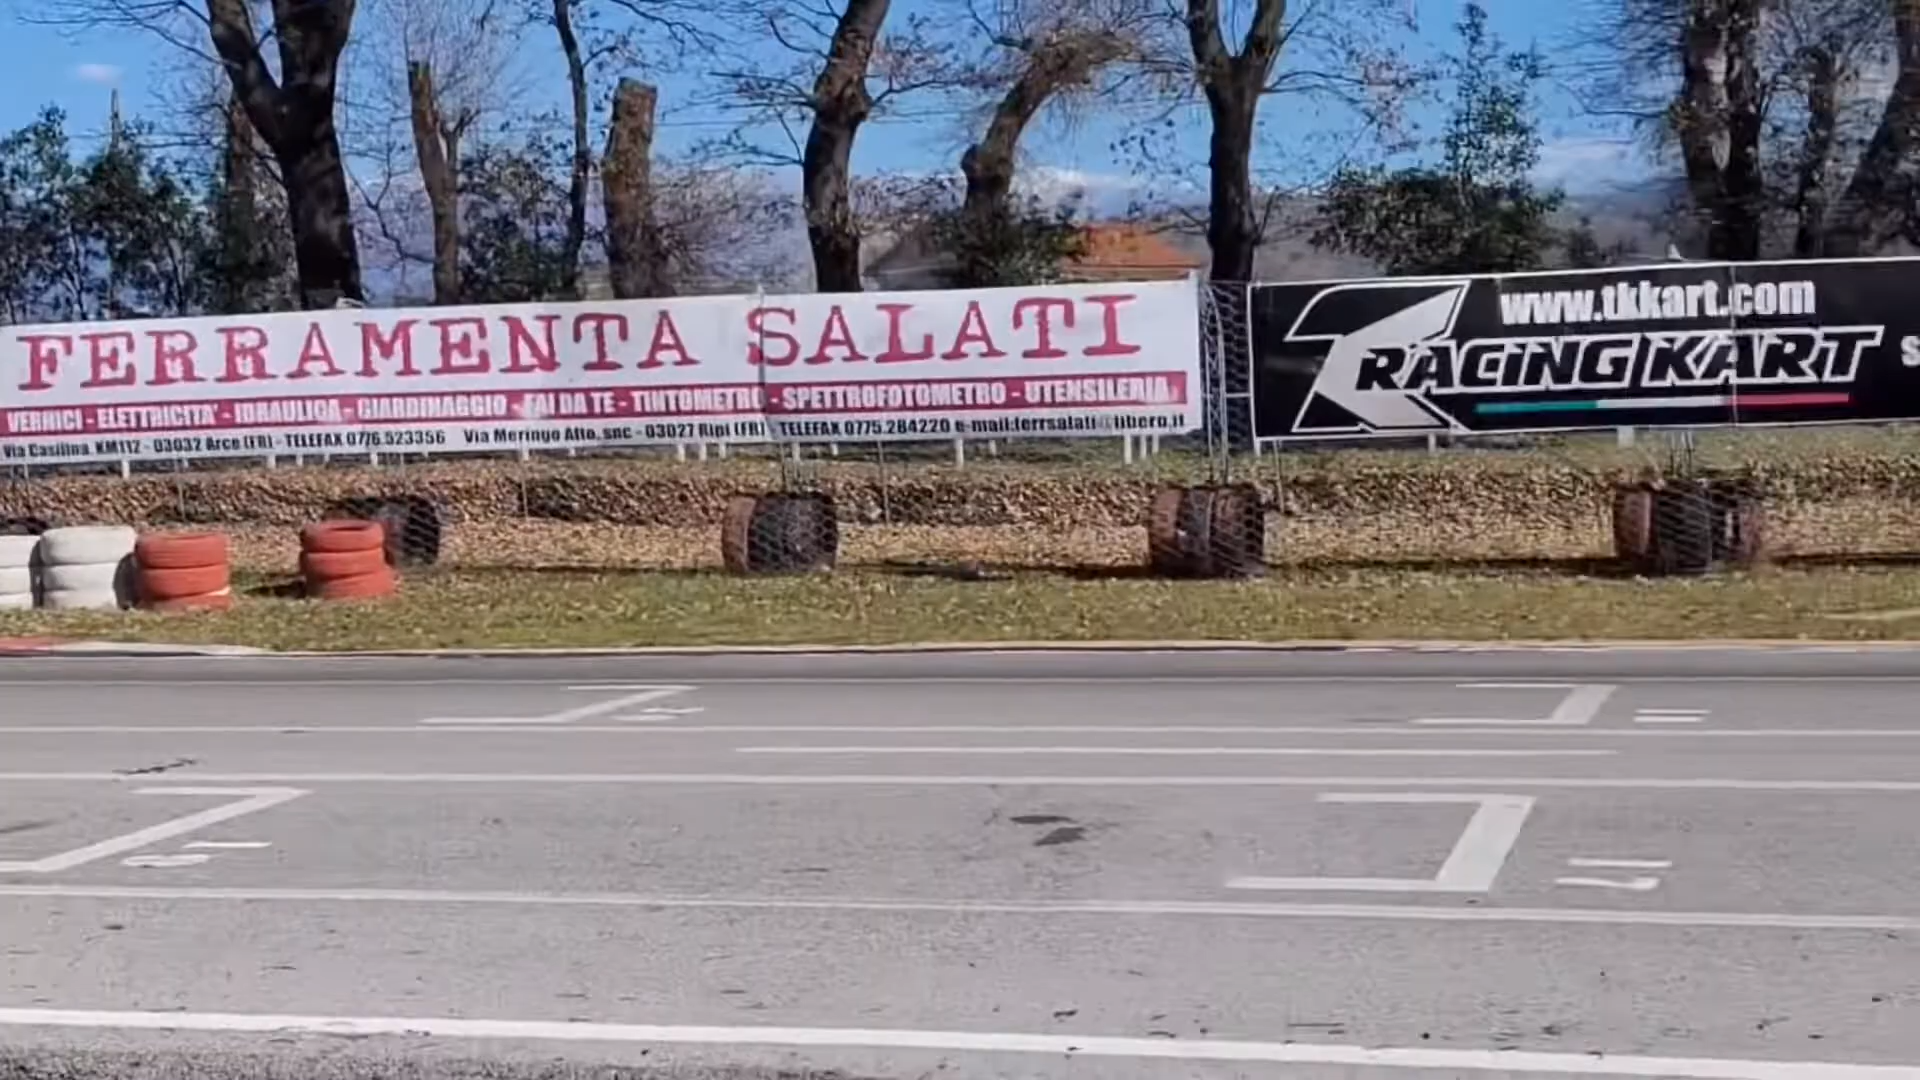 FERRAMENTA SALATI
VERNICI - ELETTRICITA' - IDRAULICA - GIARDINAGGIO - FAI DA TE - TINTOMETRO - SPETTROFOTOMETRO - UTENSILERIA
Via Casilina, KM112 - 03032 Arce (FR) - TELEFAX 0776.523356 Via Meringo Alto, snc - 03027 Ripi (FR) TELEFAX 0775.284220 e-mail:ferrsalati@libero.it
www.tkkart.com
RACING KART